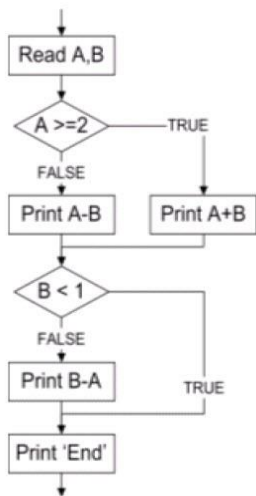 Read A,B
A >=2
TRUE
FALSE
Print A-B
Print A+B
B < 1
FALSE
Print B-A
TRUE
Print ‘End’